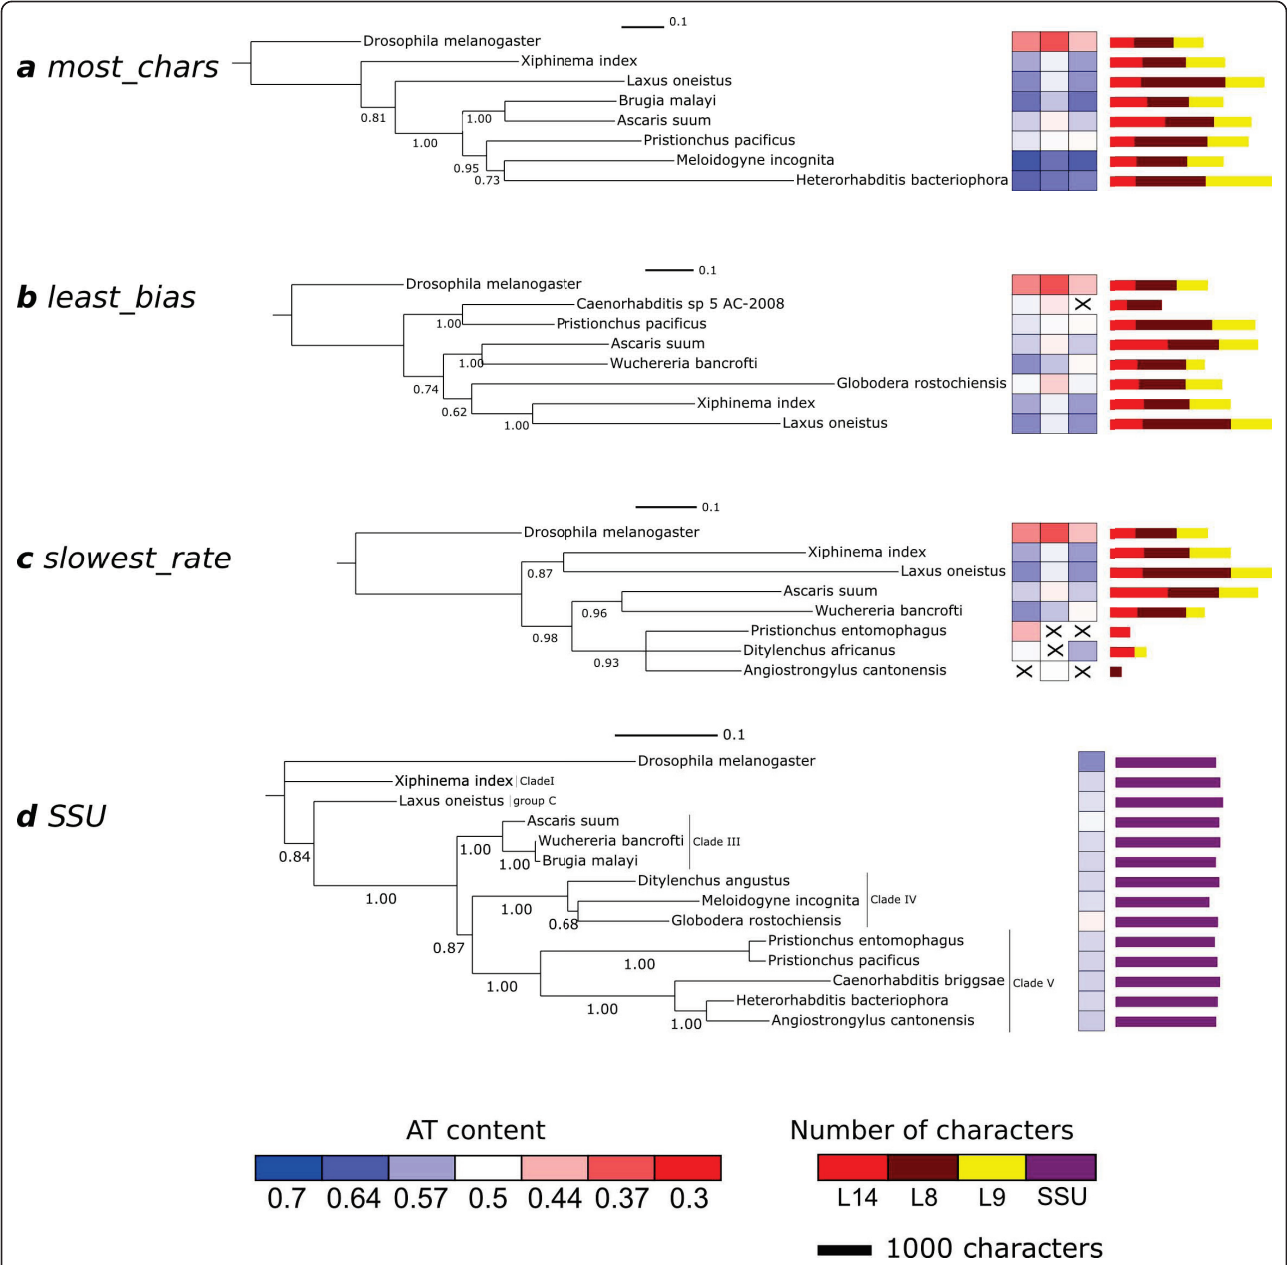 0.1
a most_chars
Drosophila melanogaster
Xiphinema index
Laxus oneistus
Brugia malayi
Ascaris suum
Pristionchus pacificus
Meloidogyne incognita
Heterorhabditis bacteriophora
0.81
1.00
1.00
0.95
0.73
0.1
b least_bias
Drosophila melanogaster
Caenorhabditis sp 5 AC-2008
X
Pristionchus pacificus
Ascaris suum
Wuchereria bancrofti
Globodera rostochiensis
Xiphinema index
Laxus oneistus
1.00
1.00
0.74
0.62
1.00
0.1
c slowest_rate
Drosophila melanogaster
Xiphinema index
Laxus oneistus
Ascaris suum
Wuchereria bancrofti
Pristionchus entomophagus
X X
Ditylenchus africanus
X
Angiostrongylus cantonensis
X X
0.87
0.96
0.98
0.93
0.1
d SSU
Drosophila melanogaster
Xiphinema index CladeI
Laxus oneistus group C
Ascaris suum
Wuchereria bancrofti Clade III
Brugia malayi
Ditylenchus angustus
Meloidogyne incognita Clade IV
Globodera rostochiensis
Pristionchus entomophagus
Pristionchus pacificus
Caenorhabditis briggsae Clade V
Heterorhabditis bacteriophora
Angiostrongylus cantonensis
0.84
1.00
1.00
1.00
1.00
0.68
0.87
1.00
1.00
1.00
1.00
AT content
0.7 0.64 0.57 0.5 0.44 0.37 0.3
Number of characters
L14 L8 L9 SSU
1000 characters